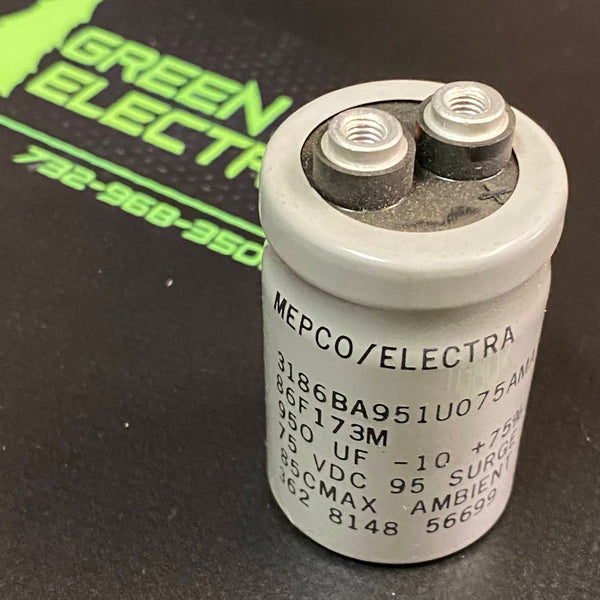 GREEN
ELECTR
732-968-350
MEPCO/ELECTRA
3186BA951U075AMA
86F173M
950 UF -10 +75%
75 VDC 95 SURGE
85CMAX AMBIENT
362 8148 56699